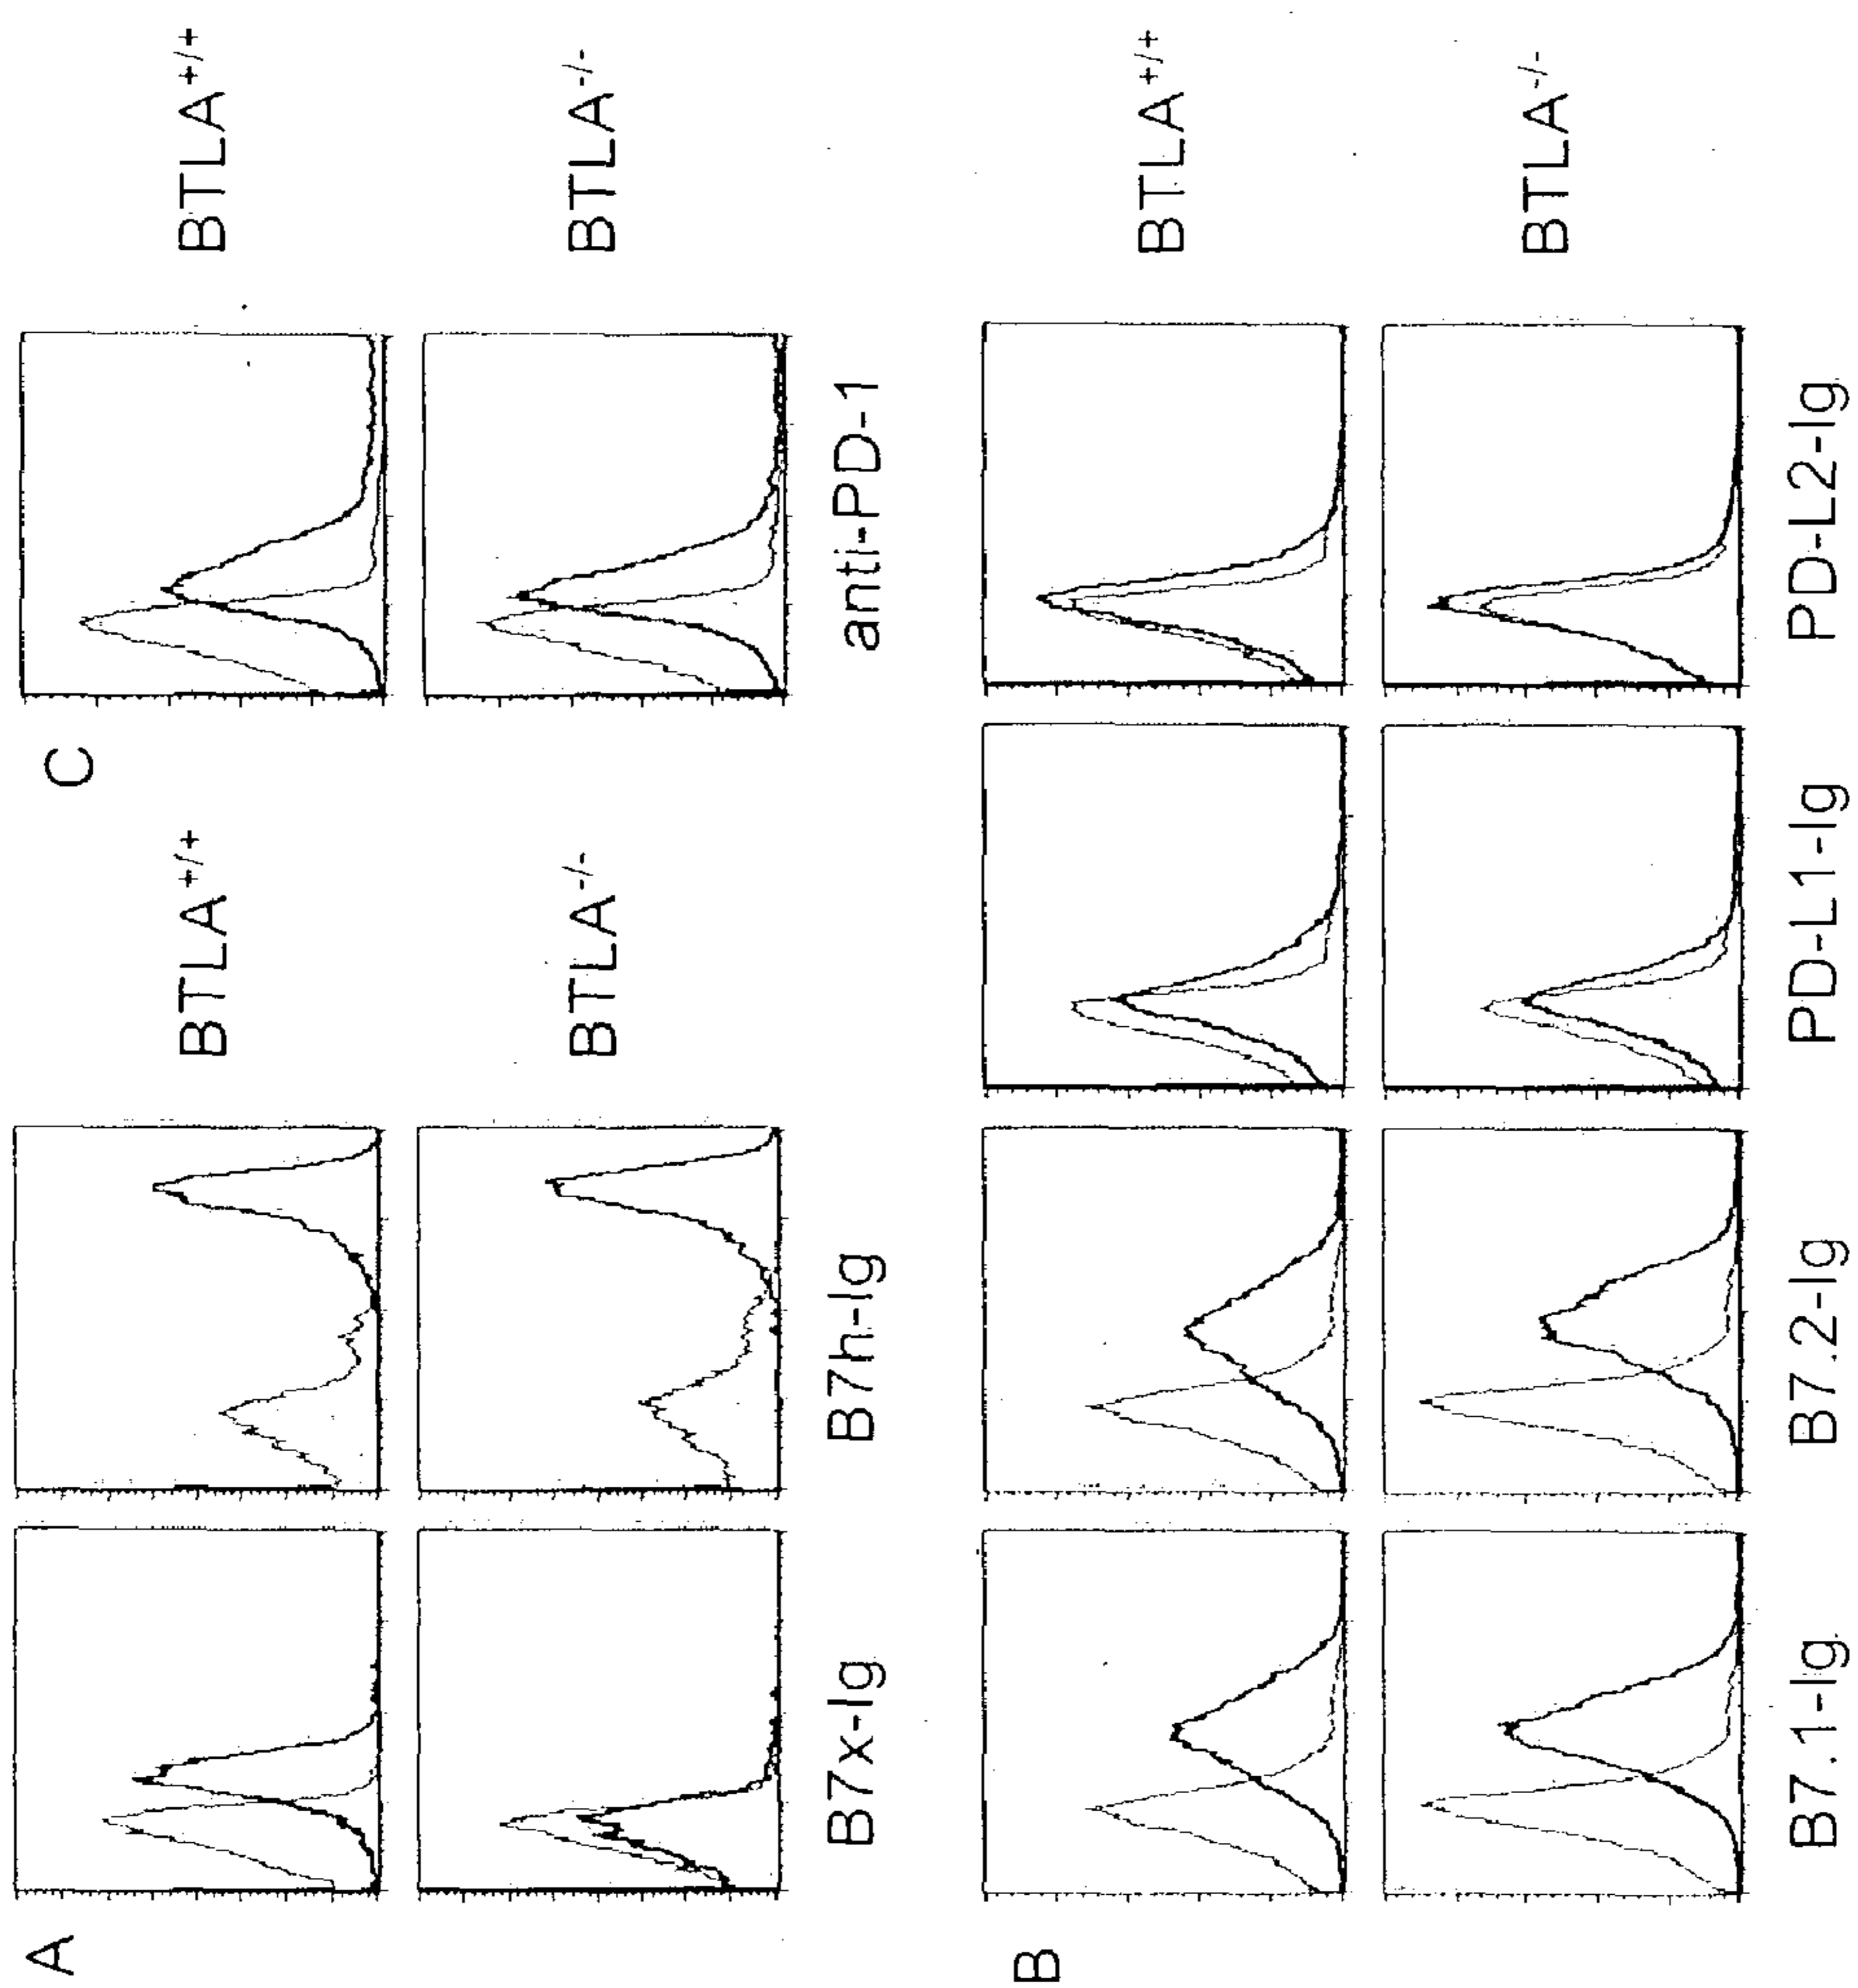 A
BTLA+/+
BTLA-/-
B7x-Ig
B7h-Ig
C
BTLA+/+
BTLA-/-
anti-PD-1
B
BTLA+/+
BTLA-/-
B7.1-Ig
B7.2-Ig
PD-L1-Ig
PD-L2-Ig